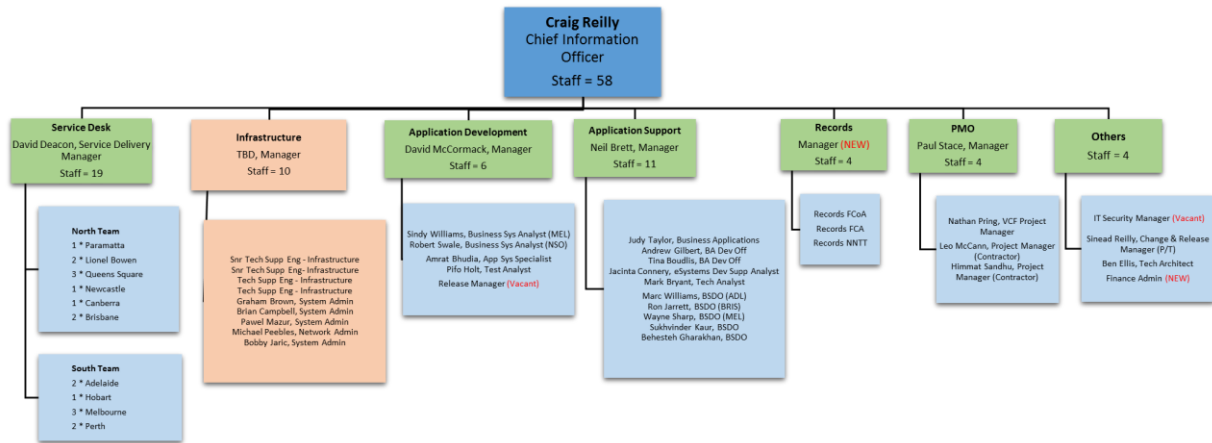 Craig Reilly
Chief Information
Officer
Staff = 58
Service Desk
David Deacon, Service Delivery
Manager
Staff = 19
North Team
1 * Paramatta
2 * Lionel Bowen
3 * Queens Square
1 * Newcastle
1 * Canberra
2 * Brisbane
South Team
2 * Adelaide
1 * Hobart
3 * Melbourne
2 * Perth
Infrastructure
TBD, Manager
Staff = 10
Snr Tech Supp Eng - Infrastructure
Snr Tech Supp Eng - Infrastructure
Tech Supp Eng - Infrastructure
Tech Supp Eng - Infrastructure
Graham Brown, System Admin
Brian Campbell, System Admin
Pawel Mazur, System Admin
Michael Peebles, Network Admin
Bobby Jaric, System Admin
Application Development
David McCormack, Manager
Staff = 6
Sindy Williams, Business Sys Analyst (MEL)
Robert Swale, Business Sys Analyst (NSO)
Amrat Bhudia, App Sys Specialist
Pifo Holt, Test Analyst
Release Manager (Vacant)
Application Support
Neil Brett, Manager
Staff = 11
Judy Taylor, Business Applications
Andrew Gilbert, BA Dev Off
Tina Boudlis, BA Dev Off
Jacinta Connery, eSystems Dev Supp Analyst
Mark Bryant, Tech Analyst
Marc Williams, BSDO (ADL)
Ron Jarrett, BSDO (BRIS)
Wayne Sharp, BSDO (MEL)
Sukhvinder Kaur, BSDO
Behesteh Gharakhan, BSDO
Records
Manager (NEW)
Staff = 4
Records FCoA
Records FCA
Records NNTT
PMO
Paul Stace, Manager
Staff = 4
Nathan Pring, VCF Project
Manager
Leo McCann, Project Manager
(Contractor)
Himmat Sandhu, Project
Manager (Contractor)
Others
Staff = 4
IT Security Manager (Vacant)
Sinead Reilly, Change & Release
Manager (P/T)
Ben Ellis, Tech Architect
Finance Admin (NEW)